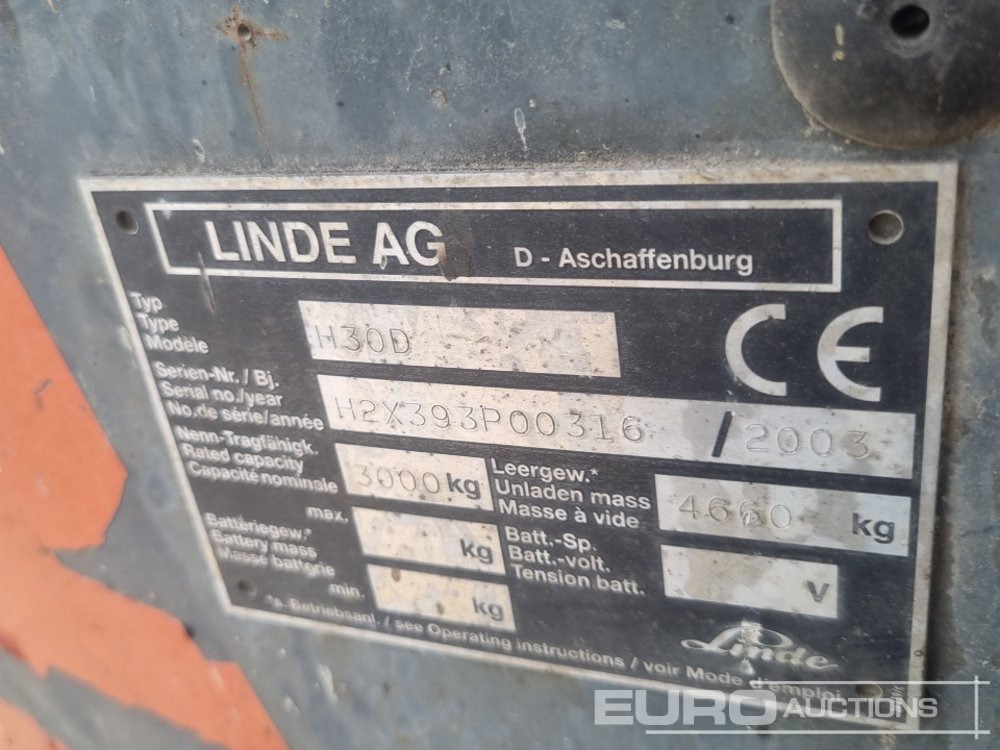 LINDE AG D - Aschaffenburg
Typ
Type
Modèle
H30D
CE
Serien-Nr. / Bj.
Serial no./year
No.de série/année
H2X393P00316 / 2003
Nenn-Tragfähigk.
Rated capacity
Capacité nominale
3000 kg
Leergew.*
Unladen mass
Masse à vide
4660 kg
max.
Batteriegew.*
Battery mass
Masse batterie
min.
kg
kg
Batt.-Sp.
Batt.-volt.
Tension batt.
V
*s. Betriebsanl. / see Operating instructions / voir Mode d'emploi
Linde
EURO AUCTIONS